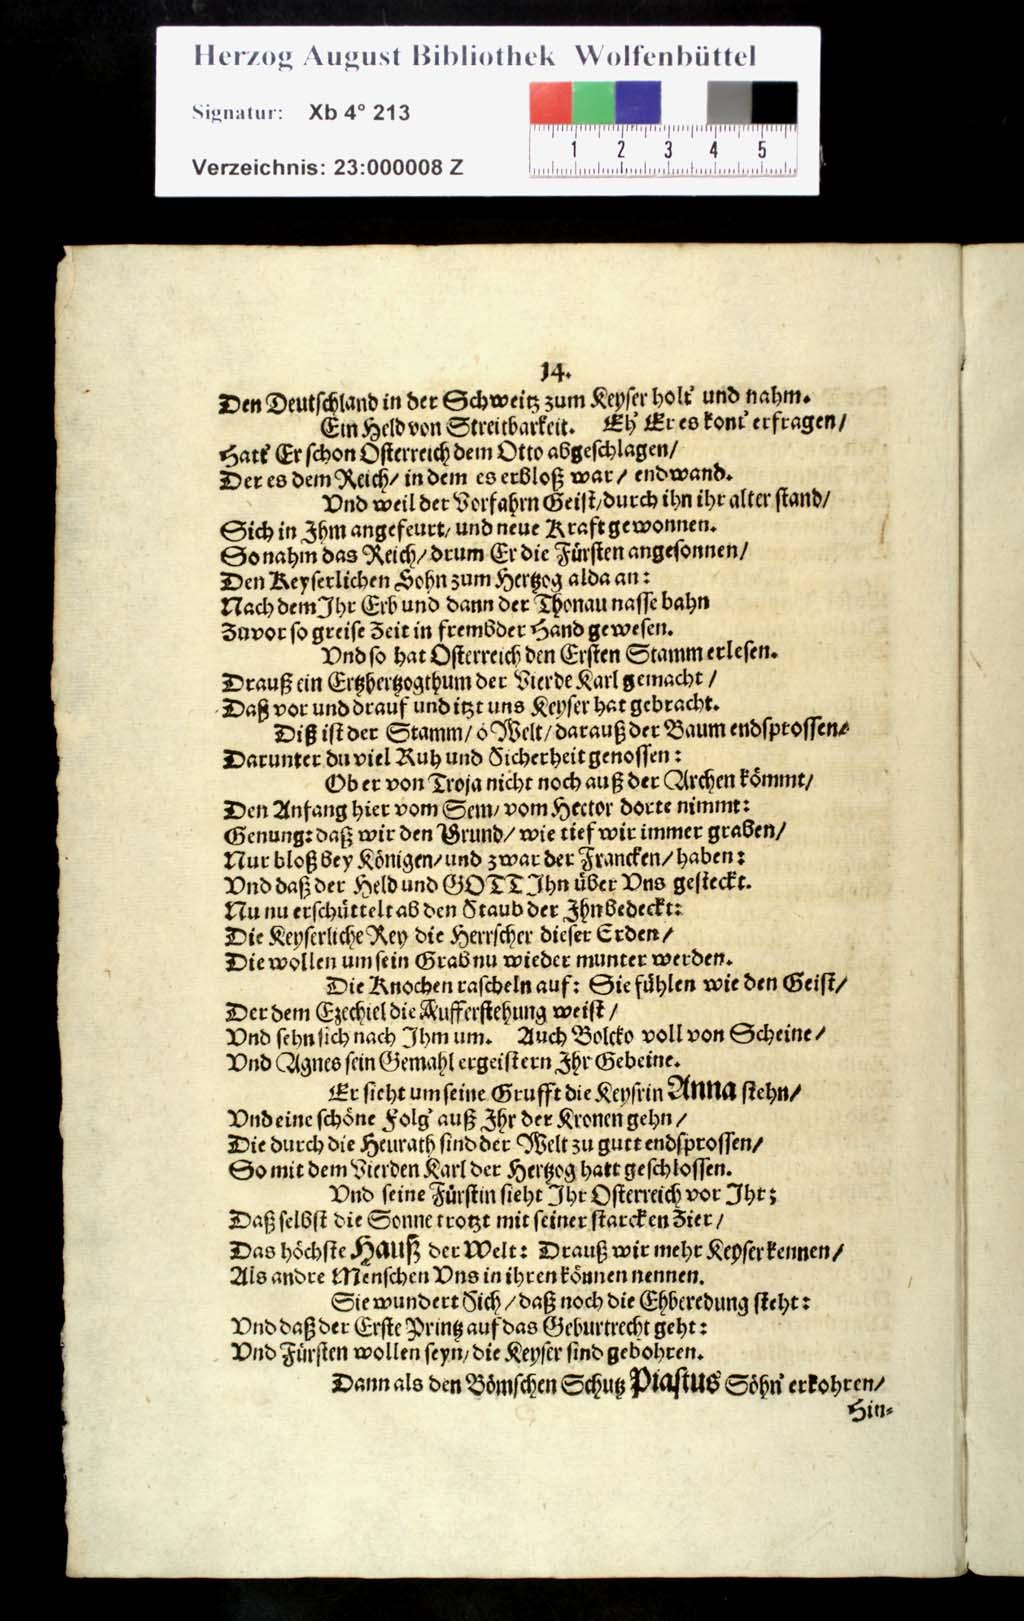 Herzog August Bibliothek Wolfenbüttel
Signatur: Xb 4° 213
Verzeichnis: 23:000008 Z
1 2 3 4 5
14.
Den Deutschland in der Schweitz zum Keyser holt' und nahm.
Ein Held von Streitbarkeit. Eh' Er es kont' erfragen/
Hatt' Er schon Osterreich dem Otto abgeschlagen/
Der es dem Reich/ in dem es erbloß war/ endwand.
Vnd weil der Vorfahrn Geist/durch ihn ihr alter stand/
Sich in Jhm angefeurt/ und neue Kraft gewonnen.
So nahm das Reich/ drum Er die Fürsten angesonnen/
Den Keyserlichen Sohn zum Hertzog alda an:
Nach dem Jhr Erb und dann der Thonau nasse bahn
Zuvor so greise Zeit in frembder Hand gewesen.
Vnd so hat Osterreich den Ersten Stamm erlesen.
Drauß ein Ertzhertzogthum der Vierde Karl gemacht/
Daß vor und drauf und itzt uns Keyser hat gebracht.
Diß ist der Stamm/ ô Welt/ darauß der Baum endsprossen/
Darunter du viel Ruh und Sicherheit genossen:
Ob er von Troja nicht noch auß der Archen kömmt/
Den Anfang hier vom Sem/ vom Hector dorte nimmt:
Genung: daß wir den Grund/ wie tief wir immer graben/
Nur bloß bey Königen/ und zwar der Francken/ haben:
Vnd daß der Held und GOTT Jhn über Vns gesteckt.
Nu nu erschüttelt ab den Staub der Jhn bedeckt:
Die Keyserliche Rey die Herrscher dieser Erden/
Die wollen um sein Grab nu wieder munter werden.
Die Knochen rascheln auf: Sie fühlen wie den Geist/
Der dem Ezechiel die Aufferstehung weist/
Vnd sehn sich nach Jhm um. Auch Bolcko voll von Scheine/
Vnd Agnes sein Gemahl ergeistern Jhr Gebeine.
Er sieht um seine Grufft die Keysrin Anna stehn/
Vnd eine schöne Folg' auß Jhr der Kronen gehn/
Die durch die Heurath sind der Welt zu gutt endsprossen/
So mit dem Vierden Karl der Hertzog hatt geschlossen.
Vnd seine Fürstin sieht Jhr Osterreich vor Jhr;
Daß selbst die Sonne trotzt mit seiner starcken Zier/
Das höchste Hauß der Welt: Drauß wir mehr Keyser kennen/
Als andre Menschen Vns in ihren können nennen.
Sie wundert Sich/ daß noch die Ehberedung steht:
Vnd daß der Erste Printz auf das Geburtrecht geht:
Vnd Fürsten wollen seyn/ die Keyser sind gebohren.
Dann als den Bömschen Schutz Piastus Söhn' erkohren/
Hin-